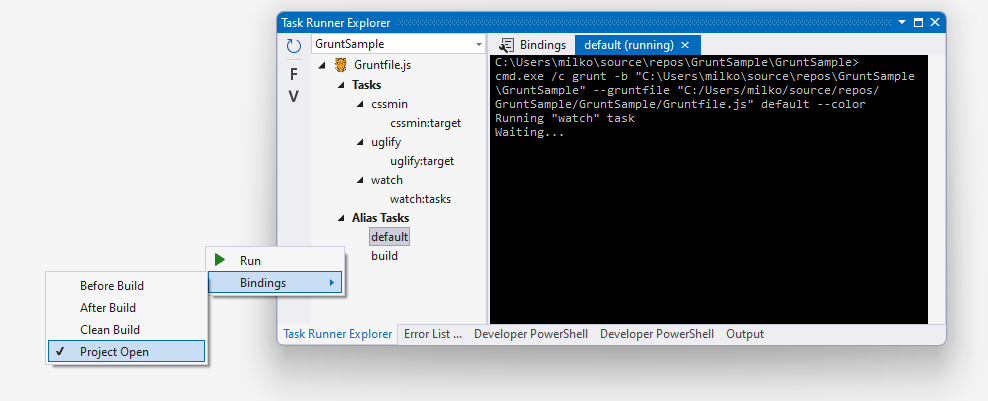 Task Runner Explorer
GruntSample
F
V
Gruntfile.js
Tasks
cssmin
cssmin:target
uglify
uglify:target
watch
watch:tasks
Alias Tasks
default
build
Bindings
default (running)
C:\Users\milko\source\repos\GruntSample\GruntSample>
cmd.exe /c grunt -b "C:\Users\milko\source\repos\GruntSample
\GruntSample" --gruntfile "C:/Users/milko/source/repos/
GruntSample/GruntSample/Gruntfile.js" default --color
Running "watch" task
Waiting...
Run
Bindings
Before Build
After Build
Clean Build
Project Open
Task Runner Explorer Error List ... Developer PowerShell Developer PowerShell Output